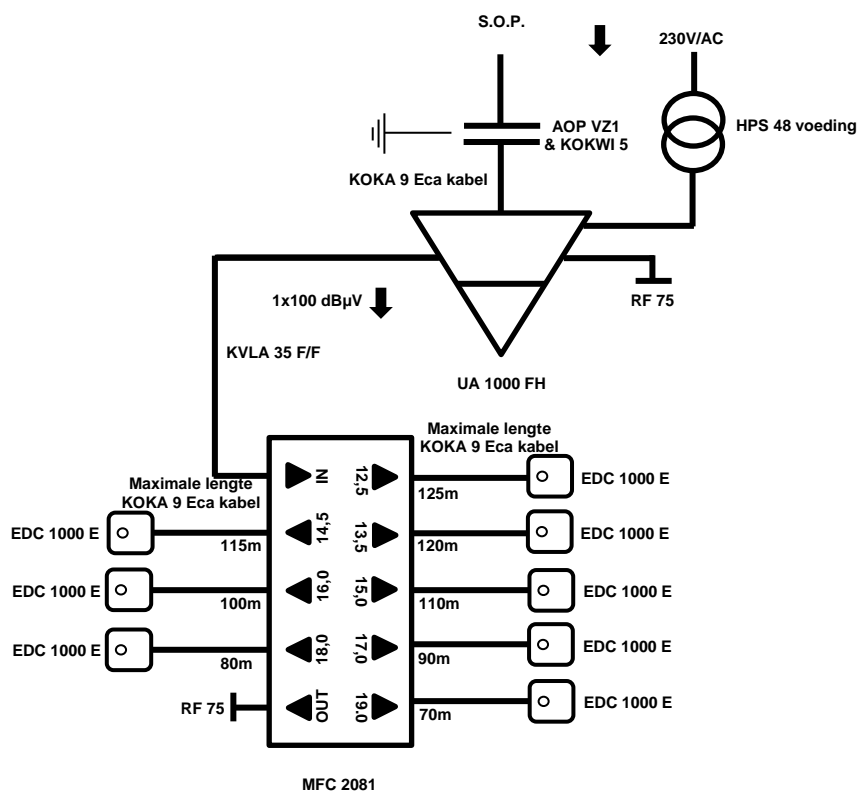 S.O.P.
230V/AC
AOP VZ1
& KOKWI 5
HPS 48 voeding
KOKA 9 Eca kabel
1x100 dBµV
RF 75
KVLA 35 F/F
UA 1000 FH
Maximale lengte
KOKA 9 Eca kabel
Maximale lengte
KOKA 9 Eca kabel
IN
12,5
125m
EDC 1000 E
EDC 1000 E
115m
14,5
13,5
120m
EDC 1000 E
EDC 1000 E
100m
16,0
15,0
110m
EDC 1000 E
EDC 1000 E
80m
18,0
17,0
90m
EDC 1000 E
RF 75
OUT
19.0
70m
EDC 1000 E
MFC 2081